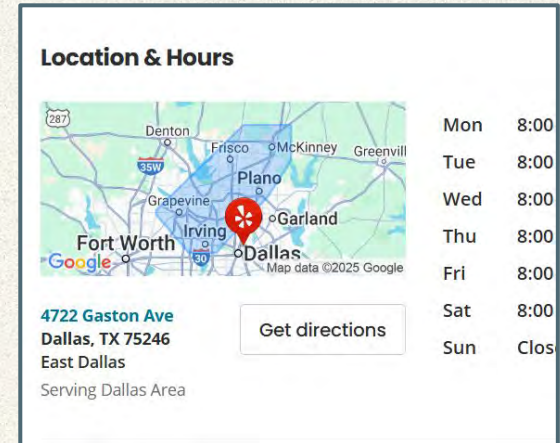 Location & Hours
287
Denton
Frisco
McKinney
Greenvill
35W
Plano
Grapevine
Garland
Irving
Fort Worth
30
Dallas
Google
Map data ©2025 Google
Mon 8:00
Tue 8:00
Wed 8:00
Thu 8:00
Fri 8:00
Sat 8:00
Sun Close
4722 Gaston Ave
Dallas, TX 75246
East Dallas
Serving Dallas Area
Get directions